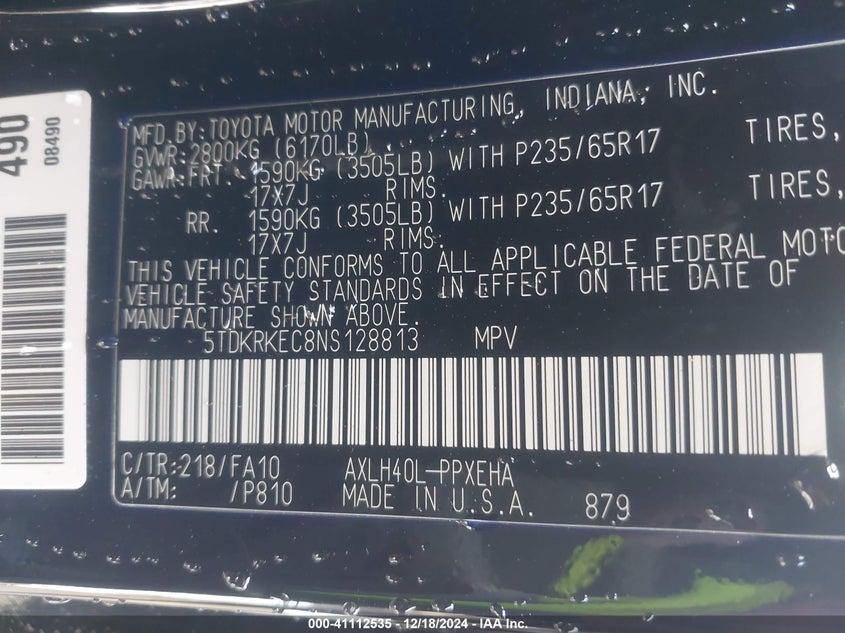 490
08490
MFD.BY:TOYOTA MOTOR MANUFACTURING, INDIANA, INC.
GVWR:2800KG (6170LB)
GAWR:FRT. 1590KG (3505LB) WITH P235/65R17 TIRES,
17X7J RIMS.
RR. 1590KG (3505LB) WITH P235/65R17 TIRES,
17X7J RIMS.
THIS VEHICLE CONFORMS TO ALL APPLICABLE FEDERAL MOTO
VEHICLE SAFETY STANDARDS IN EFFECT ON THE DATE OF
MANUFACTURE SHOWN ABOVE.
5TDKRKEC8NS128813 MPV
C/TR:218/FA10 AXLH40L-PPXEHA
A/TM: /P810 MADE IN U.S.A. 879
000-41112535 - 12/18/2024 - IAA Inc.